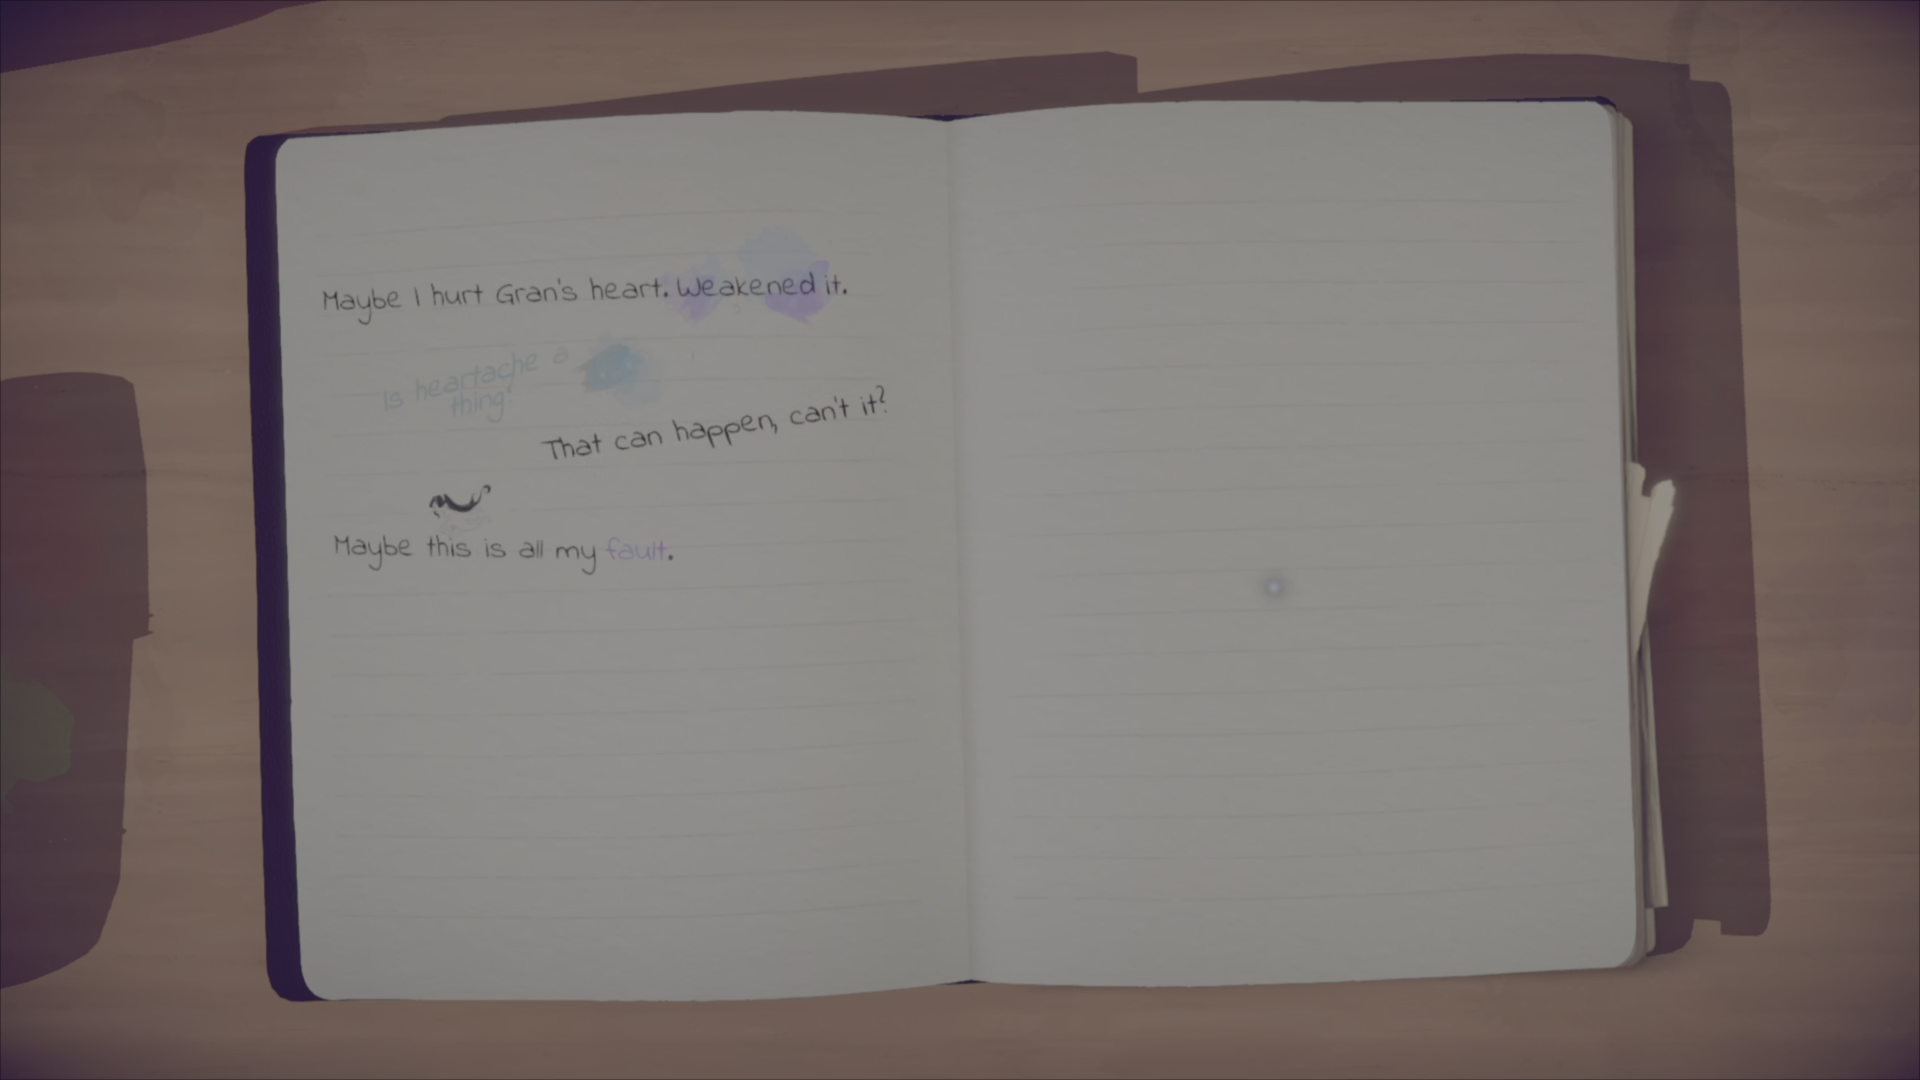 Maybe I hurt Gran's heart. Weakened it.
Is heartache a
thing?
That can happen, can't it?
Maybe this is all my fault.